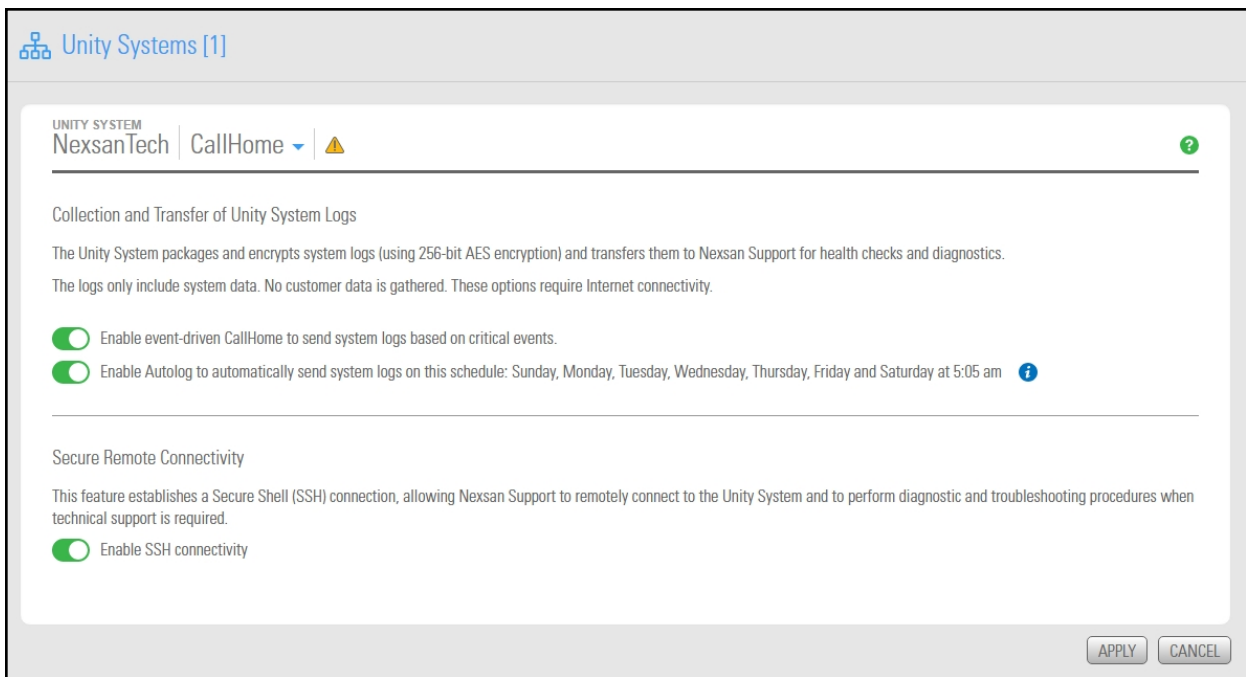 Unity Systems [1]
UNITY SYSTEM
NexsanTech CallHome
?
Collection and Transfer of Unity System Logs
The Unity System packages and encrypts system logs (using 256-bit AES encryption) and transfers them to Nexsan Support for health checks and diagnostics.
The logs only include system data. No customer data is gathered. These options require Internet connectivity.
Enable event-driven CallHome to send system logs based on critical events.
Enable Autolog to automatically send system logs on this schedule: Sunday, Monday, Tuesday, Wednesday, Thursday, Friday and Saturday at 5:05 am i
Secure Remote Connectivity
This feature establishes a Secure Shell (SSH) connection, allowing Nexsan Support to remotely connect to the Unity System and to perform diagnostic and troubleshooting procedures when
technical support is required.
Enable SSH connectivity
APPLY CANCEL